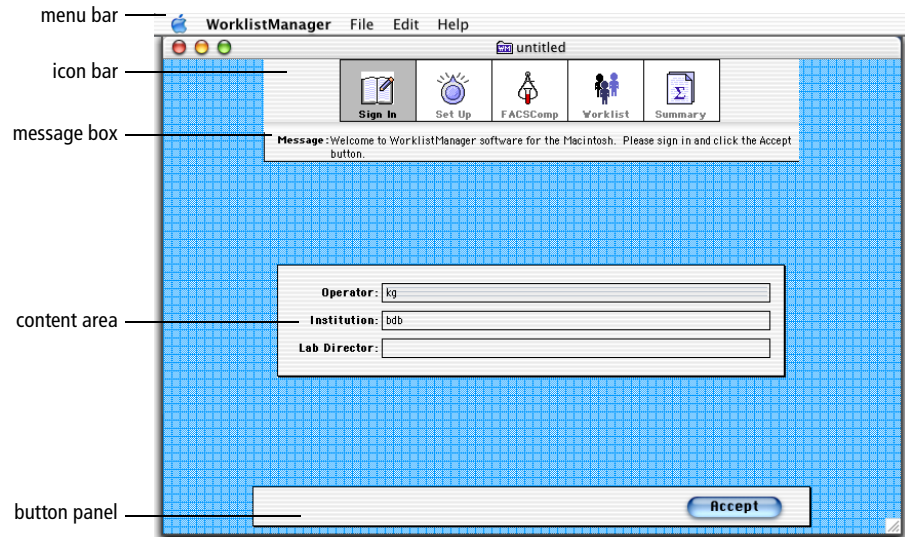 menu bar
WorklistManager File Edit Help
untitled
icon bar
Sign In Set Up FACSComp Worklist Summary
message box
Message: Welcome to WorklistManager software for the Macintosh. Please sign in and click the Accept
button.
Operator: kg
content area
Institution: bdb
Lab Director:
button panel
Accept